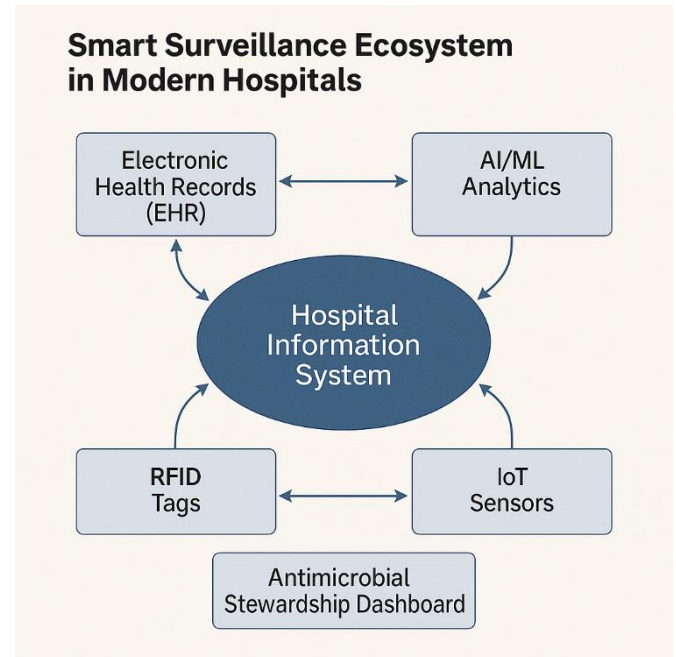 Smart Surveillance Ecosystem
in Modern Hospitals
Electronic
Health Records
(EHR)
AI/ML
Analytics
Hospital
Information
System
RFID
Tags
IoT
Sensors
Antimicrobial
Stewardship Dashboard